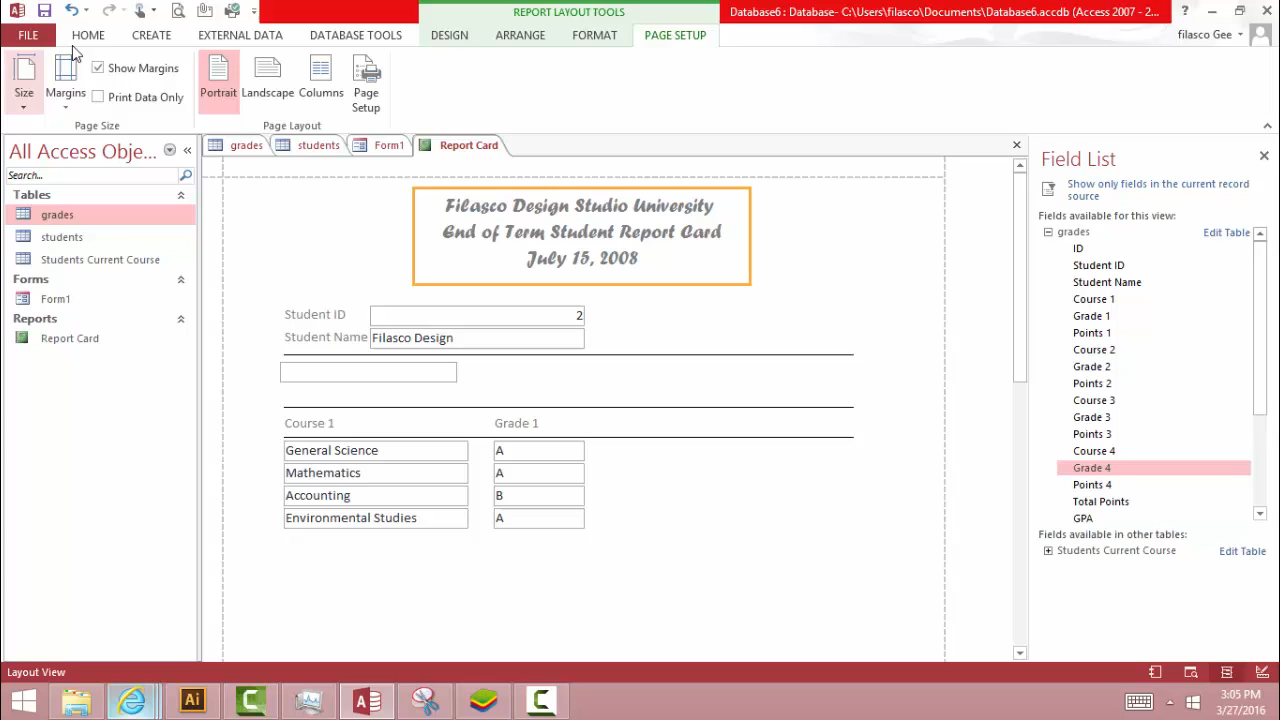 REPORT LAYOUT TOOLS
Database6 : Database- C:\Users\filasco\Documents\Database6.accdb (Access 2007 - 2...
?
FILE HOME CREATE EXTERNAL DATA DATABASE TOOLS DESIGN ARRANGE FORMAT PAGE SETUP filasco Gee
Size Margins Show Margins Print Data Only Portrait Landscape Columns Page Setup
Page Size Page Layout
All Access Obje...
Search...
Tables
grades
students
Students Current Course
Forms
Form1
Reports
Report Card
grades students Form1 Report Card
Filasco Design Studio University
End of Term Student Report Card
July 15, 2008
Student ID 2
Student Name Filasco Design
Course 1 Grade 1
General Science A
Mathematics A
Accounting B
Environmental Studies A
Field List
Show only fields in the current record
source
Fields available for this view:
grades Edit Table
ID
Student ID
Student Name
Course 1
Grade 1
Points 1
Course 2
Grade 2
Points 2
Course 3
Grade 3
Points 3
Course 4
Grade 4
Points 4
Total Points
GPA
Fields available in other tables:
Students Current Course Edit Table
Layout View
Ai
3:05 PM
3/27/2016